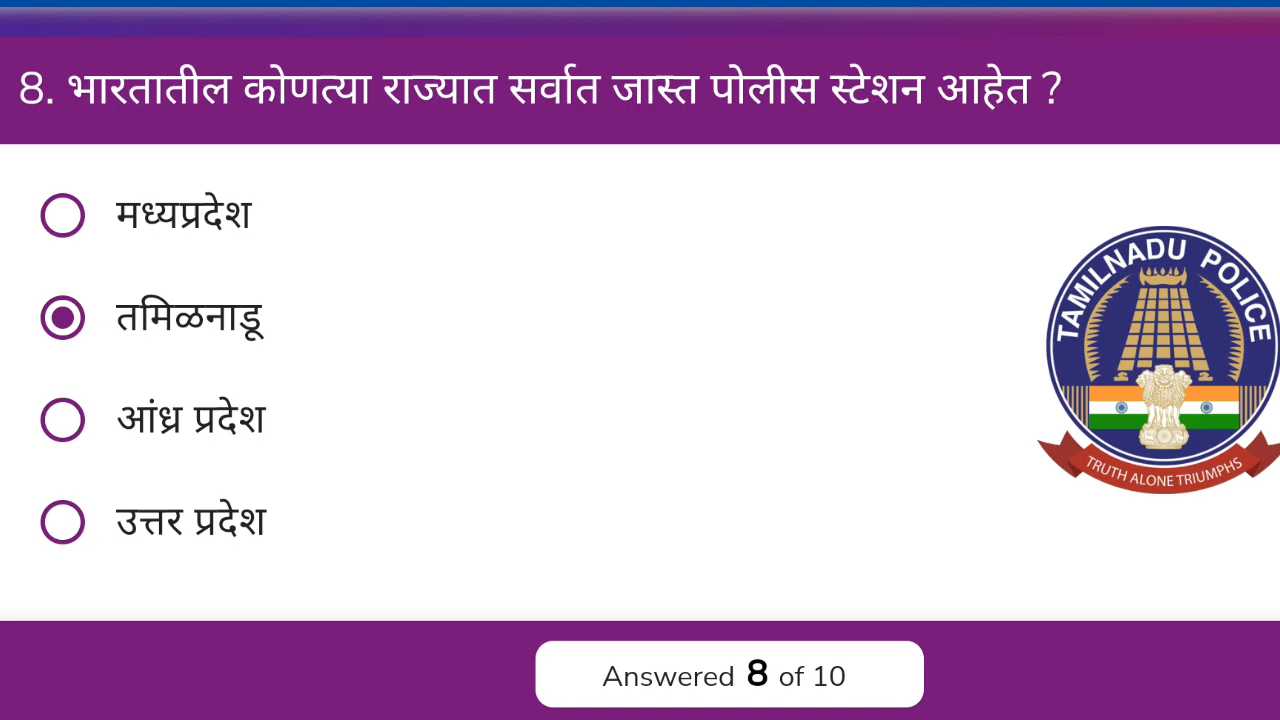 8. भारतातील कोणत्या राज्यात सर्वात जास्त पोलीस स्टेशन आहेत ?
मध्यप्रदेश
तमिळनाडू
आंध्र प्रदेश
उत्तर प्रदेश
TAMILNADU POLICE
TRUTH ALONE TRIUMPHS
Answered 8 of 10